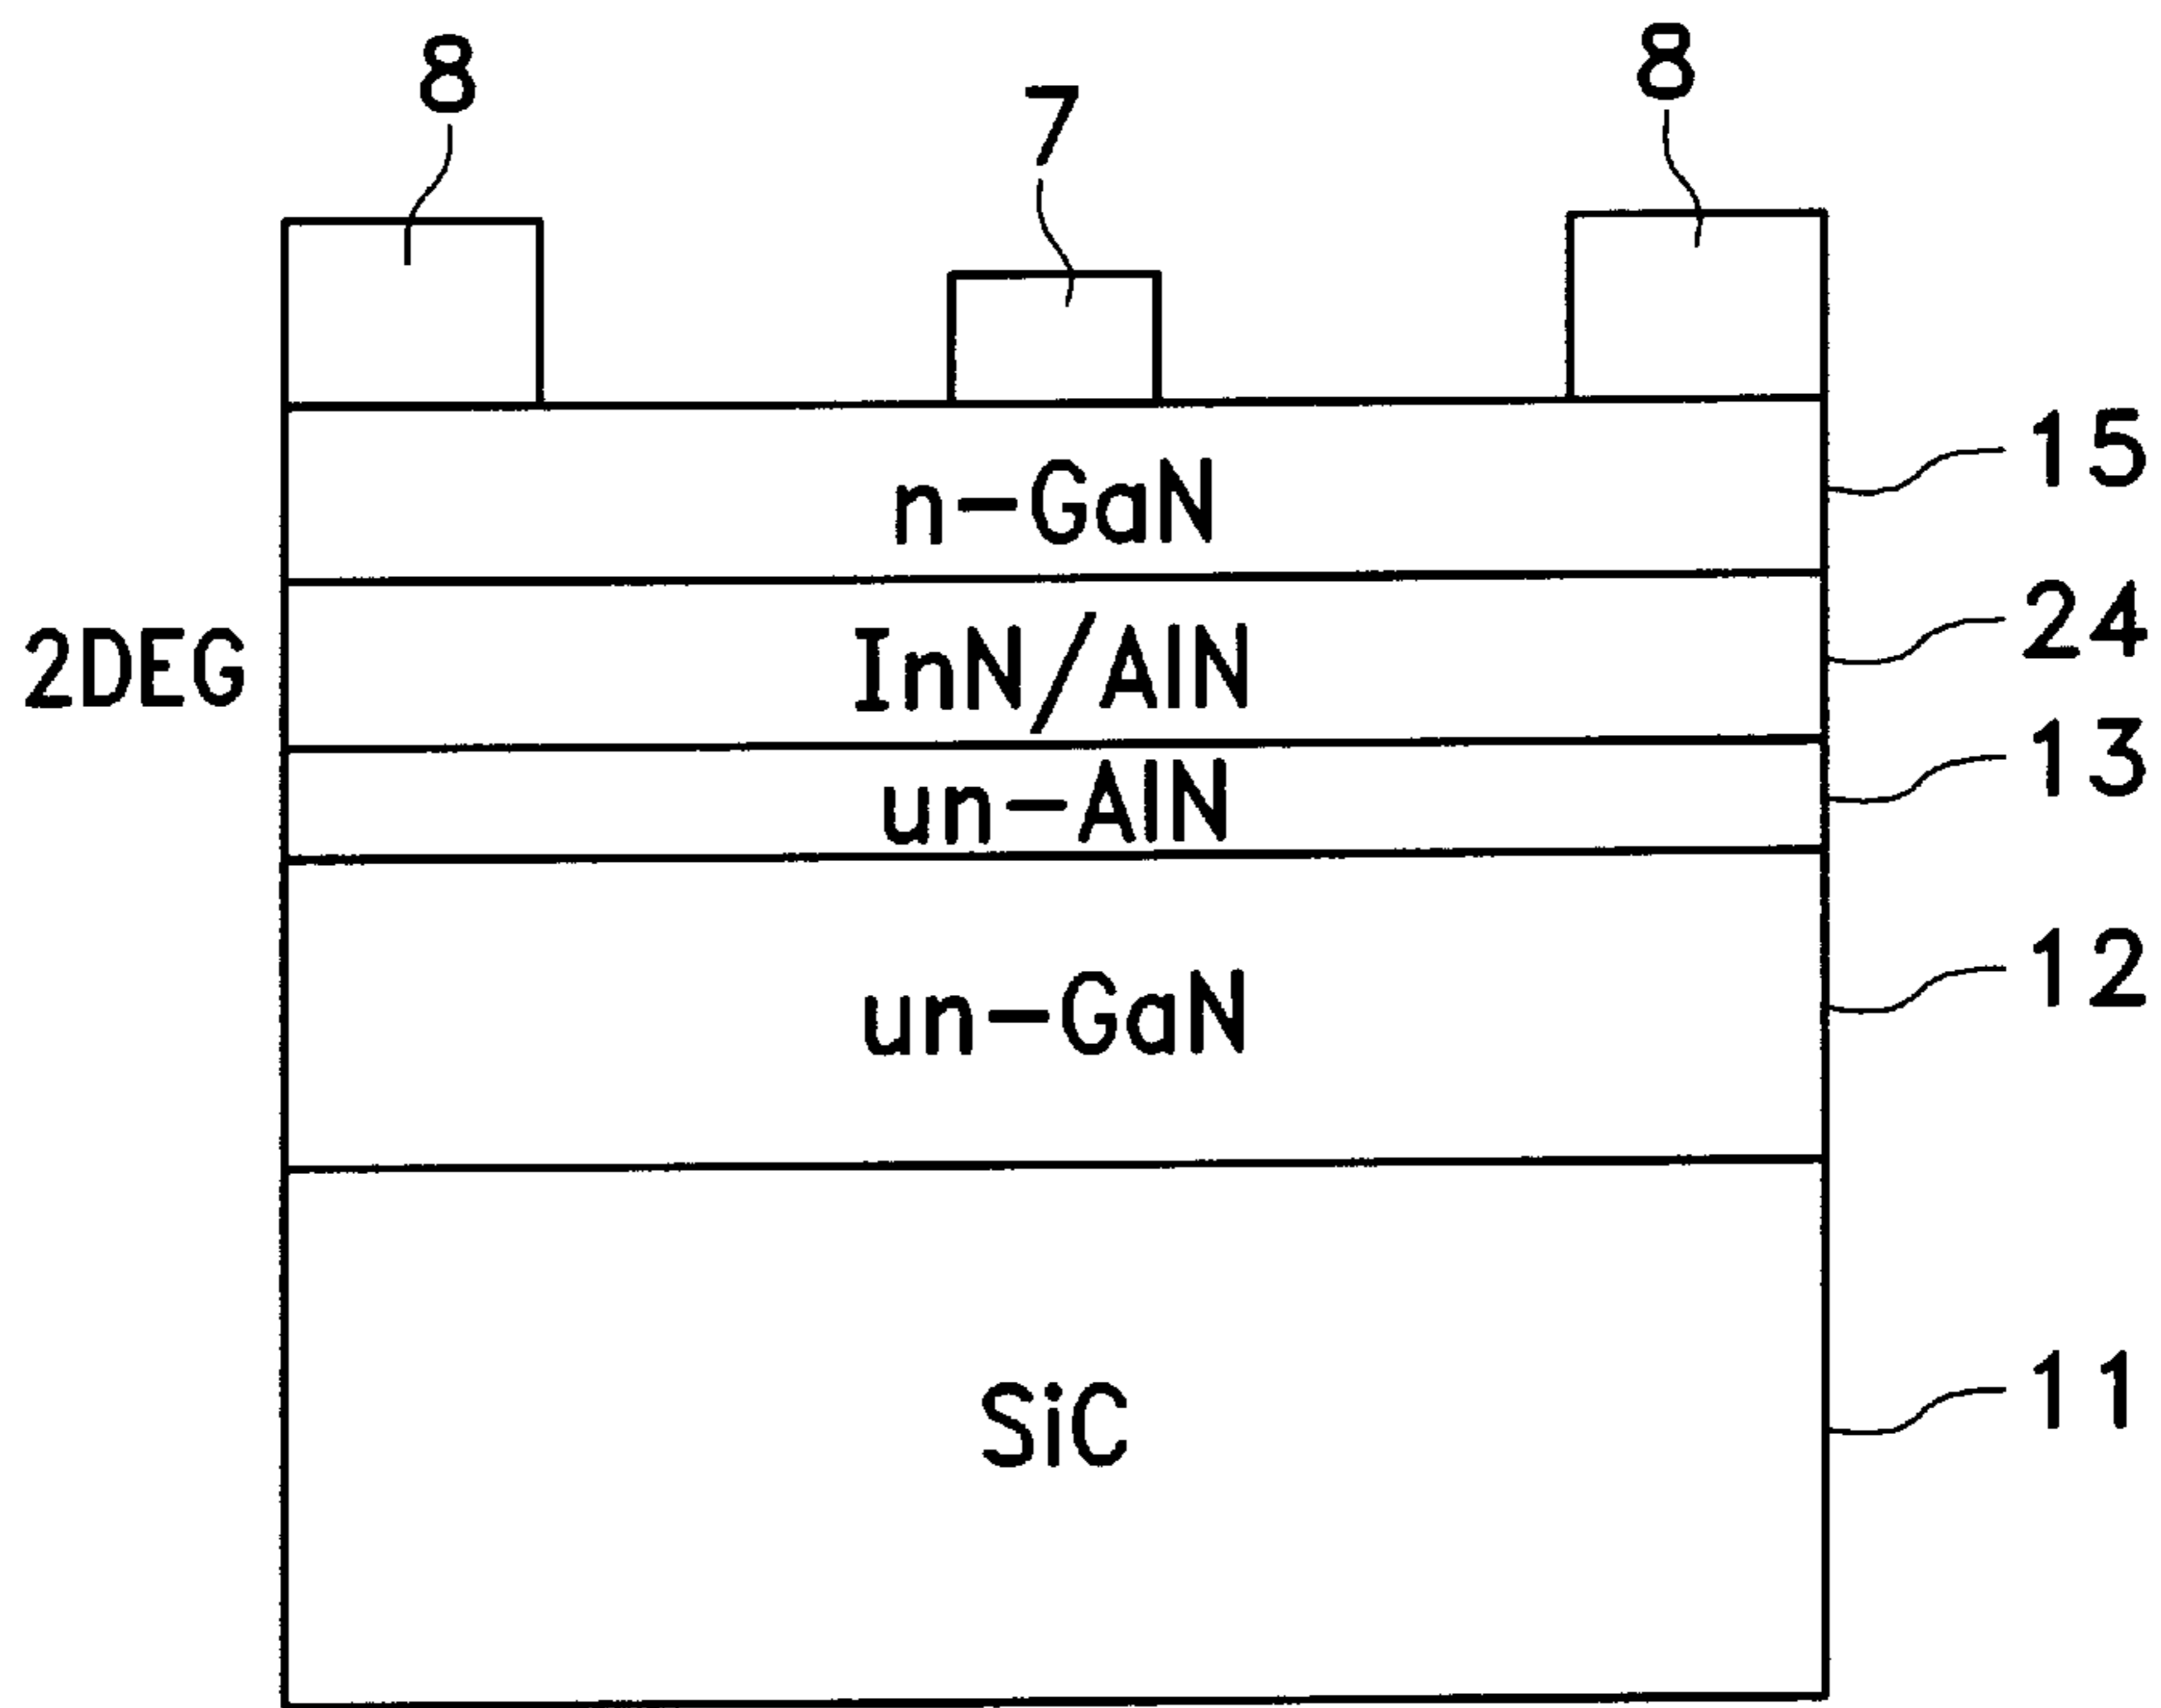 8
7
8
n-GaN
15
2DEG
InN/AlN
24
un-AlN
13
un-GaN
12
SiC
11